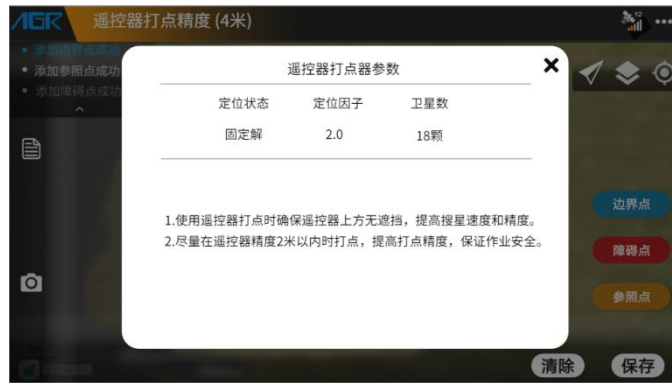 AGR
遥控器打点精度 (4米)
12
添加边界点成功
添加参照点成功
添加障碍点成功
遥控器打点器参数
定位状态 定位因子 卫星数
固定解 2.0 18颗
1.使用遥控器打点时确保遥控器上方无遮挡，提高搜星速度和精度。
2.尽量在遥控器精度2米以内时打点，提高打点精度，保证作业安全。
边界点
障碍点
参照点
清除
保存